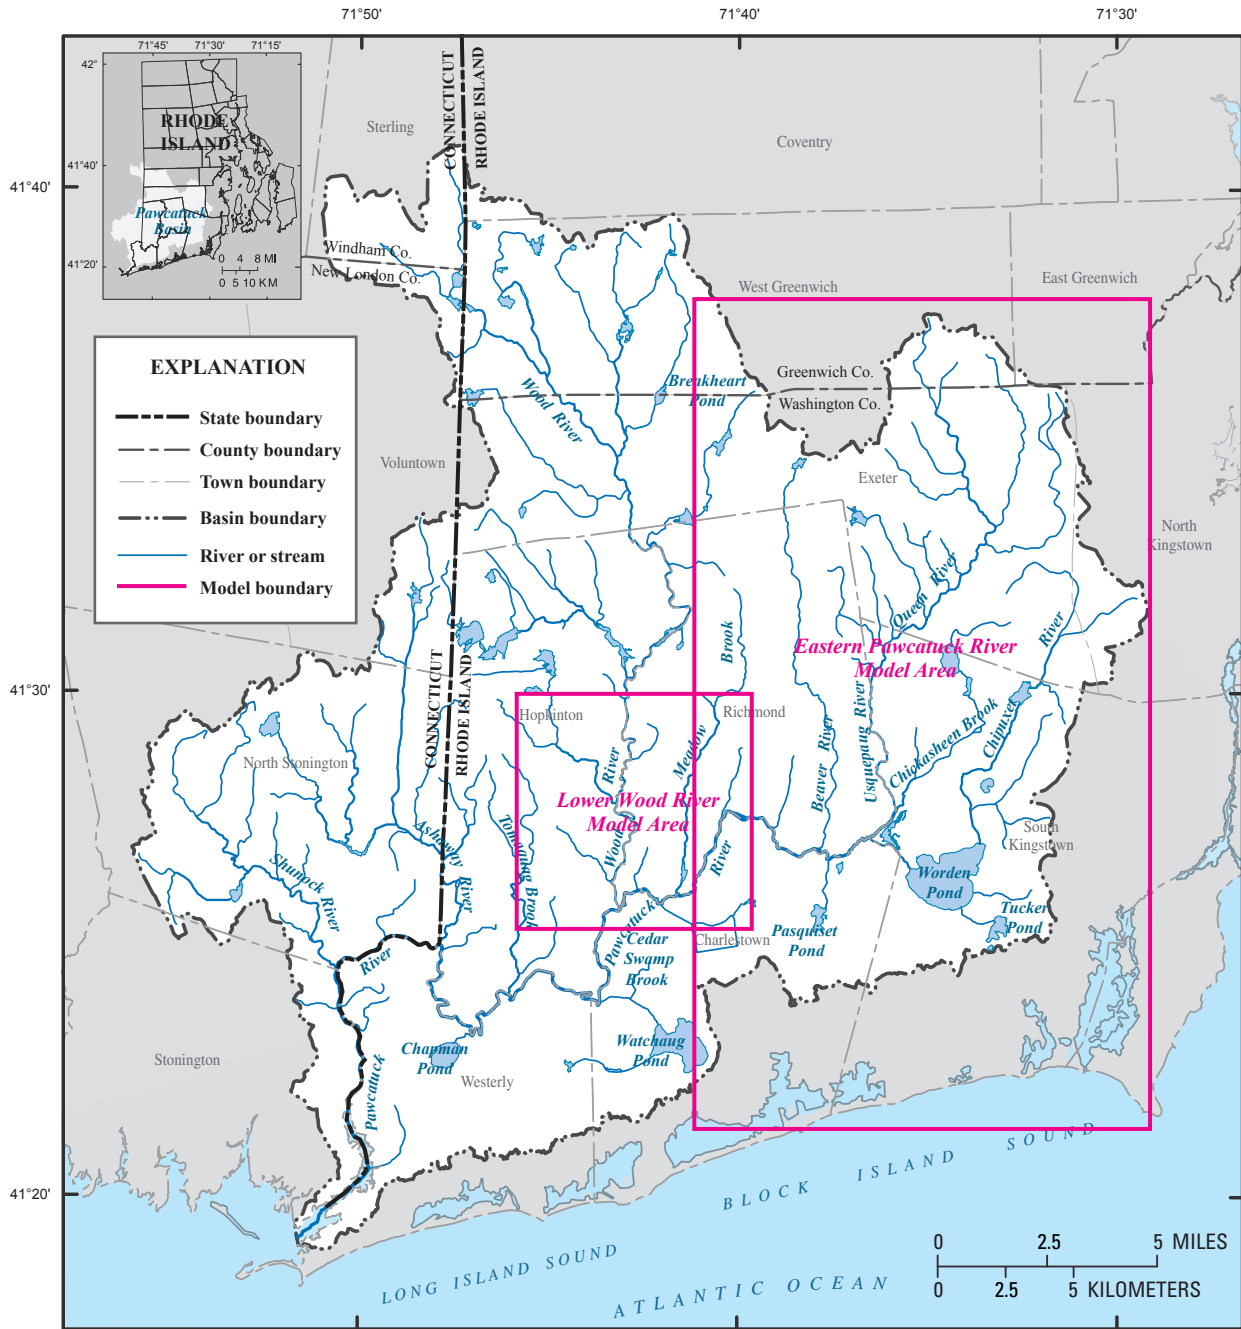 71°50'
71°40'
71°30'
41°40'
41°30'
41°20'
71°45'
71°30'
71°15'
42°
41°40'
41°20'
RHODE
ISLAND
Pawcatuck
Basin
0 4 8 MI
0 5 10 KM
EXPLANATION
State boundary
County boundary
Town boundary
Basin boundary
River or stream
Model boundary
CONNECTICUT
RHODE ISLAND
Sterling
Coventry
Windham Co.
New London Co.
West Greenwich
East Greenwich
Greenwich Co.
Washington Co.
Breakheart
Pond
Wood River
Voluntown
Exeter
North
Kingstown
Queen River
River
Chipuxet
Brook
Meadow
Eastern Pawcatuck River
Model Area
CONNECTICUT
RHODE ISLAND
Hopkinton
Richmond
North Stonington
River
Wood
Lower Wood River
Model Area
Beaver River
Usquepaug River
Chickasheen Brook
Ashaway River
Tomaquag Brook
Shunock River
River
South
Kingstown
Worden
Pond
Tucker
Pond
Pasquiset
Pond
Charlestown
Pawcatuck
Cedar
Swamp
Brook
River
Watchaug
Pond
Chapman
Pond
Westerly
Stonington
Pawcatuck
BLOCK ISLAND SOUND
LONG ISLAND SOUND
ATLANTIC OCEAN
0 2.5 5 MILES
0 2.5 5 KILOMETERS